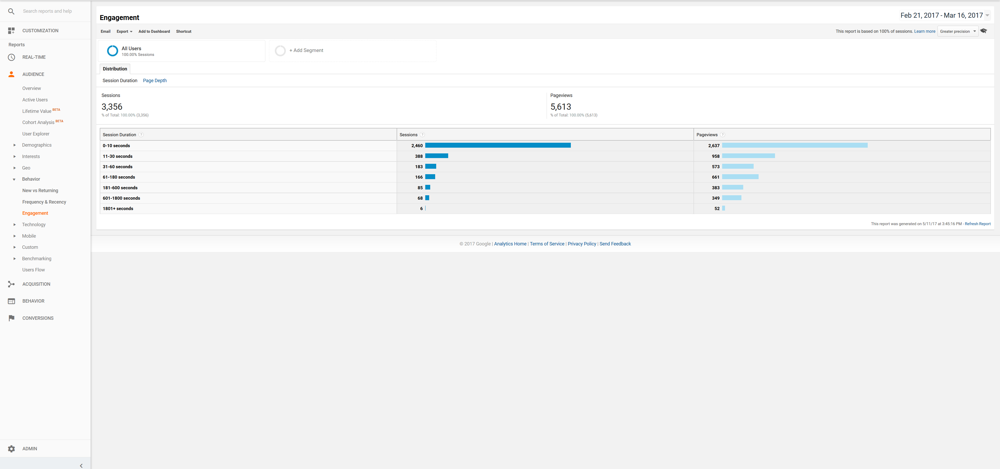 Search reports and help
CUSTOMIZATION
Reports
REAL-TIME
AUDIENCE
Overview
Active Users
Lifetime Value BETA
Cohort Analysis BETA
User Explorer
Demographics
Interests
Geo
Behavior
New vs Returning
Frequency & Recency
Engagement
Technology
Mobile
Custom
Benchmarking
Users Flow
ACQUISITION
BEHAVIOR
CONVERSIONS
ADMIN
Engagement
Feb 21, 2017 - Mar 16, 2017
Email Export Add to Dashboard Shortcut
This report is based on 100% of sessions. Learn more Greater precision
All Users
100.00% Sessions
+ Add Segment
Distribution
Session Duration Page Depth
Sessions
3,356
% of Total: 100.00% (3,356)
Pageviews
5,613
% of Total: 100.00% (5,613)
Session Duration ? Sessions ? Pageviews ?
0-10 seconds 2,460 2,637
11-30 seconds 388 958
31-60 seconds 183 573
61-180 seconds 166 661
181-600 seconds 85 383
601-1800 seconds 68 349
1801+ seconds 6 52
This report was generated on 5/11/17 at 3:45:16 PM - Refresh Report
© 2017 Google | Analytics Home | Terms of Service | Privacy Policy | Send Feedback